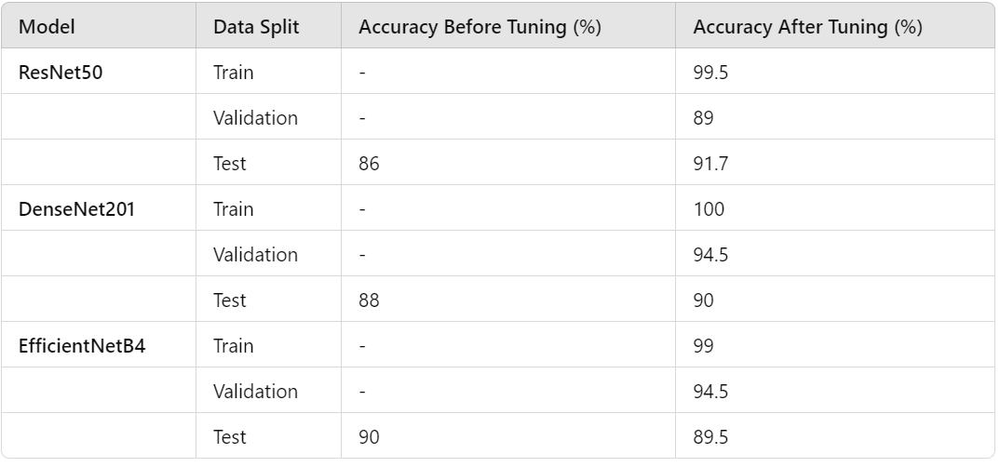 Model Data Split Accuracy Before Tuning (%) Accuracy After Tuning (%)
ResNet50 Train - 99.5
Validation - 89
Test 86 91.7
DenseNet201 Train - 100
Validation - 94.5
Test 88 90
EfficientNetB4 Train - 99
Validation - 94.5
Test 90 89.5